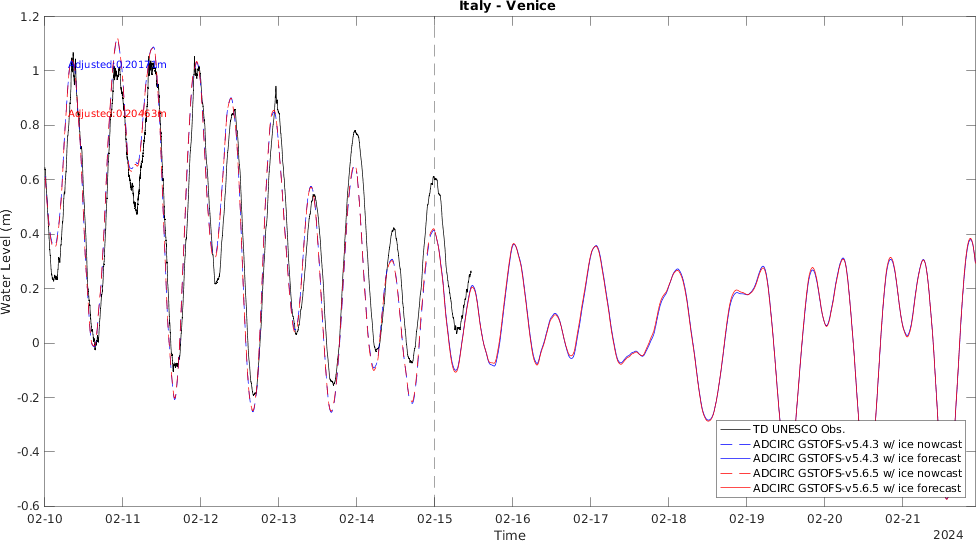 Italy - Venice
1.2
1
0.8
0.6
0.4
0.2
0
-0.2
-0.4
-0.6
Water Level (m)
Adjusted:0.2017m
Adjusted:0.20463m
TD UNESCO Obs.
ADCIRC GSTOFS-v5.4.3 w/ ice nowcast
ADCIRC GSTOFS-v5.4.3 w/ ice forecast
ADCIRC GSTOFS-v5.6.5 w/ ice nowcast
ADCIRC GSTOFS-v5.6.5 w/ ice forecast
02-10 02-11 02-12 02-13 02-14 02-15 02-16 02-17 02-18 02-19 02-20 02-21
Time
2024